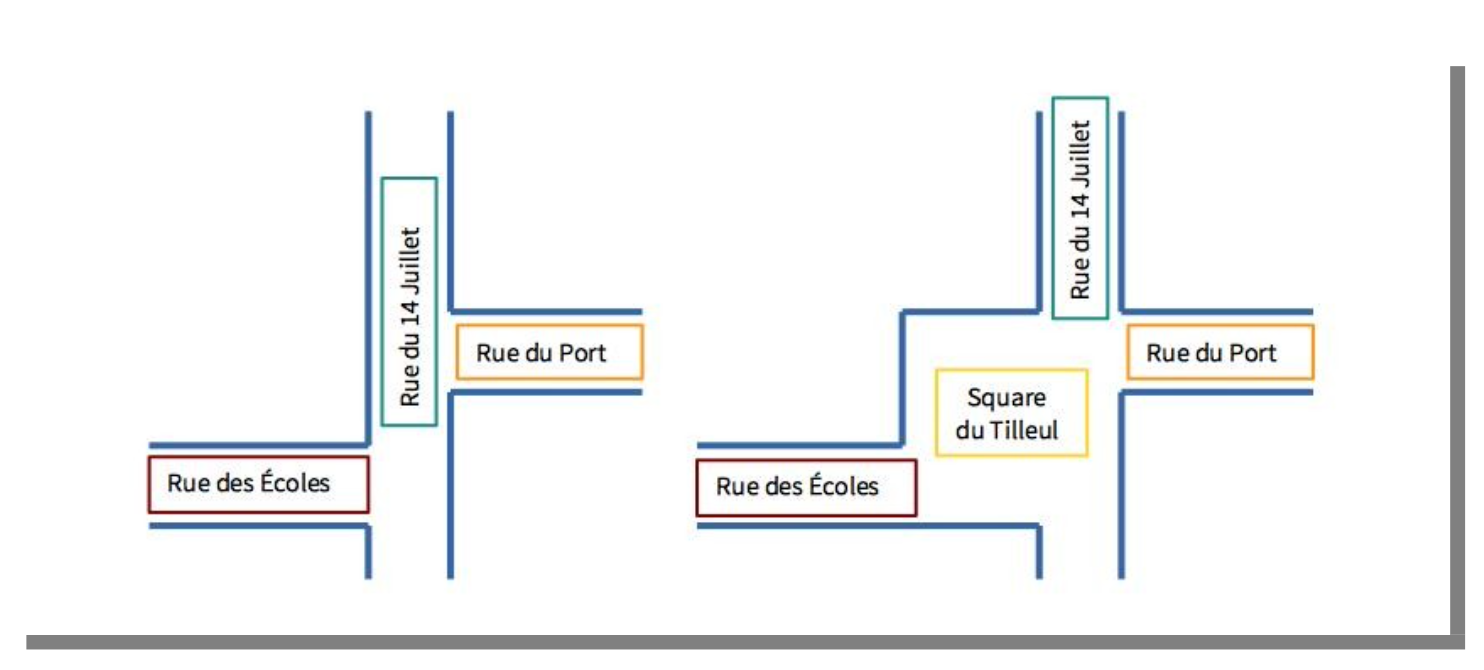 Rue du 14 Juillet
Rue du Port
Rue des Écoles
Rue du 14 Juillet
Rue du Port
Square
du Tilleul
Rue des Écoles